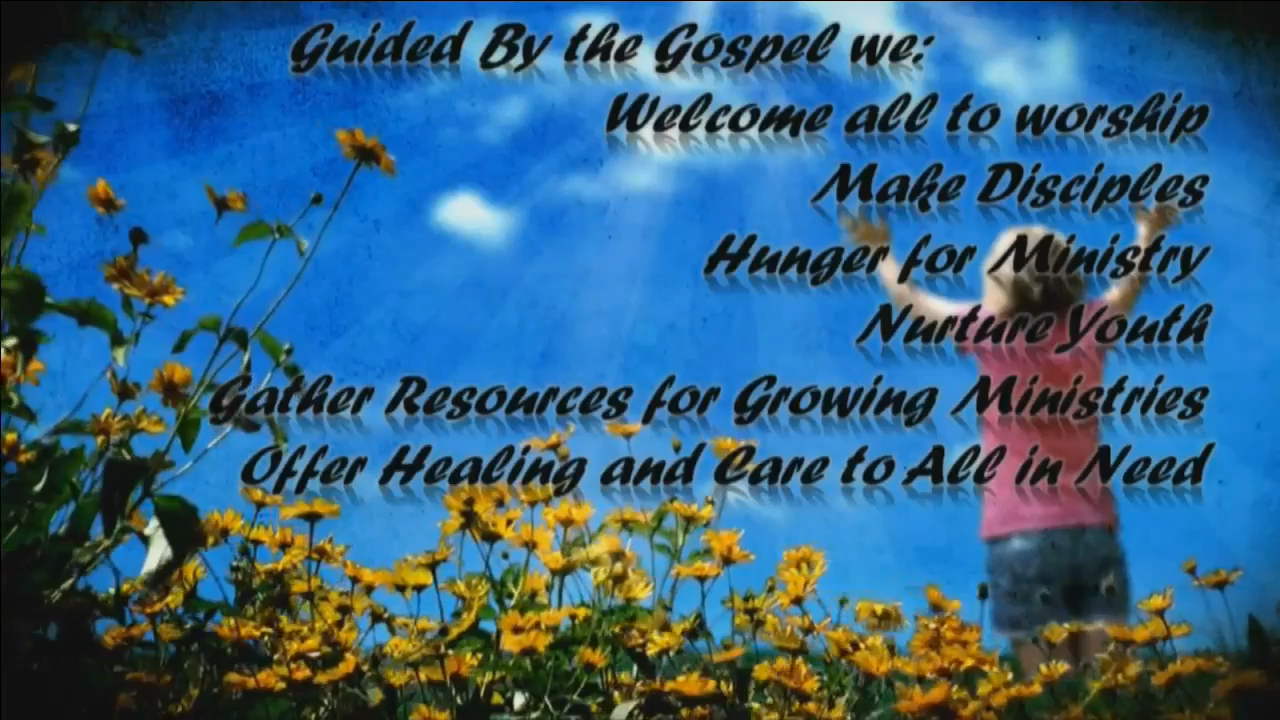 Guided By the Gospel we:
Welcome all to worship
Make Disciples
Hunger for Ministry
Nurture Youth
Gather Resources for Growing Ministries
Offer Healing and Care to All in Need